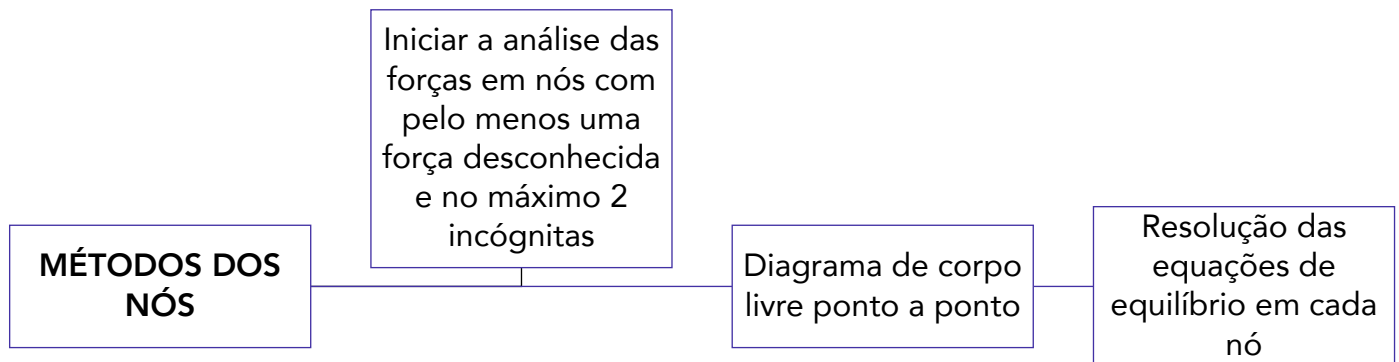 MÉTODOS DOS
NÓS
Iniciar a análise das
forças em nós com
pelo menos uma
força desconhecida
e no máximo 2
incógnitas
Diagrama de corpo
livre ponto a ponto
Resolução das
equações de
equilíbrio em cada
nó